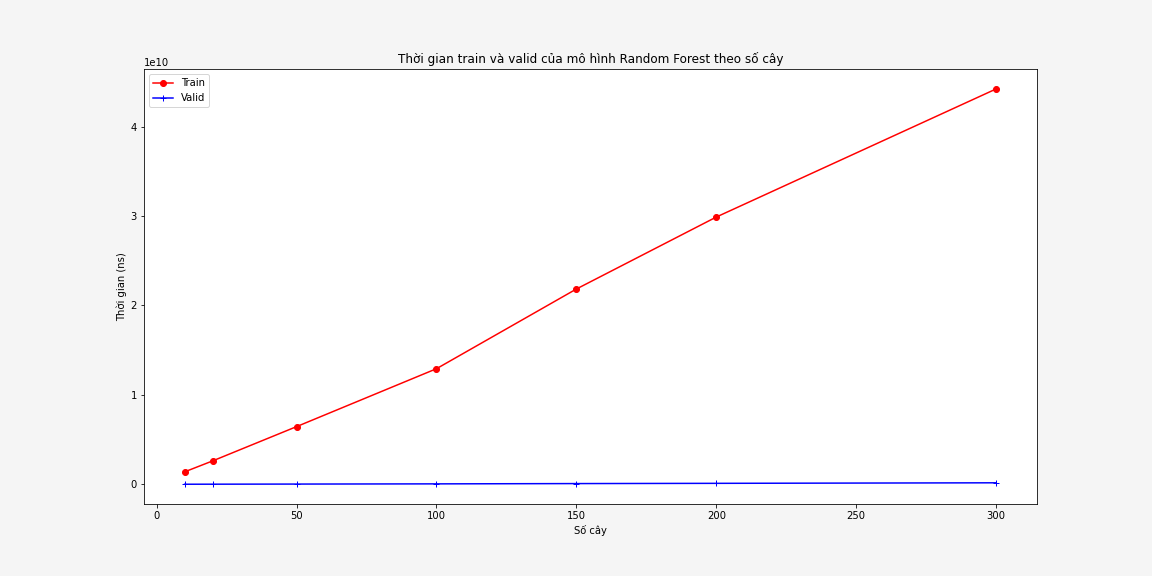 Thời gian train và valid của mô hình Random Forest theo số cây
1e10
Train
Valid
4
3
2
1
0
Thời gian (ns)
0 50 100 150 200 250 300
Số cây